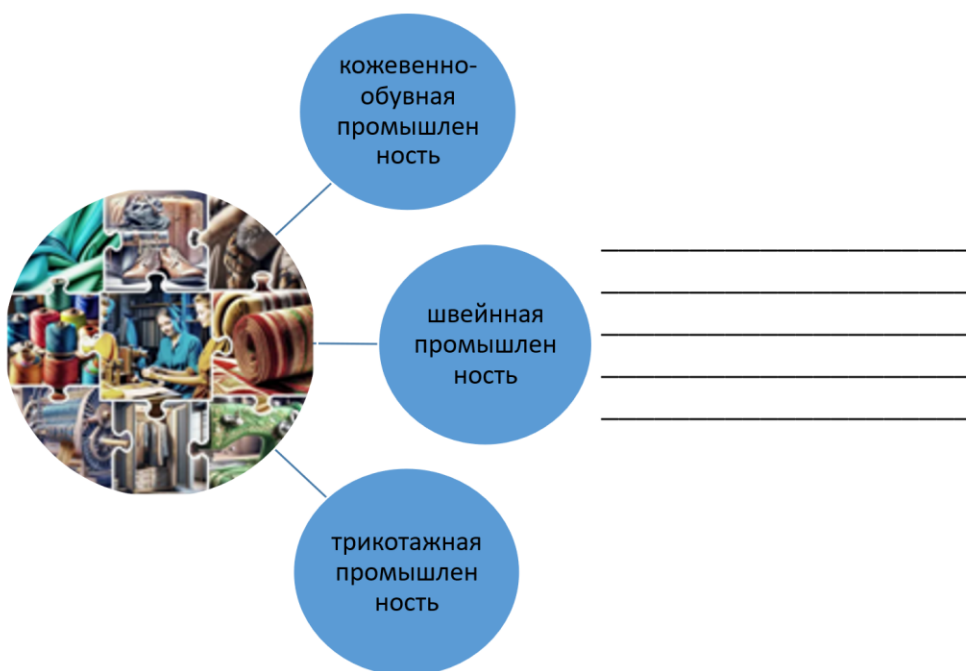 кожевенно-
обувная
промышлен
ность
швейнная
промышлен
ность
трикотажная
промышлен
ность